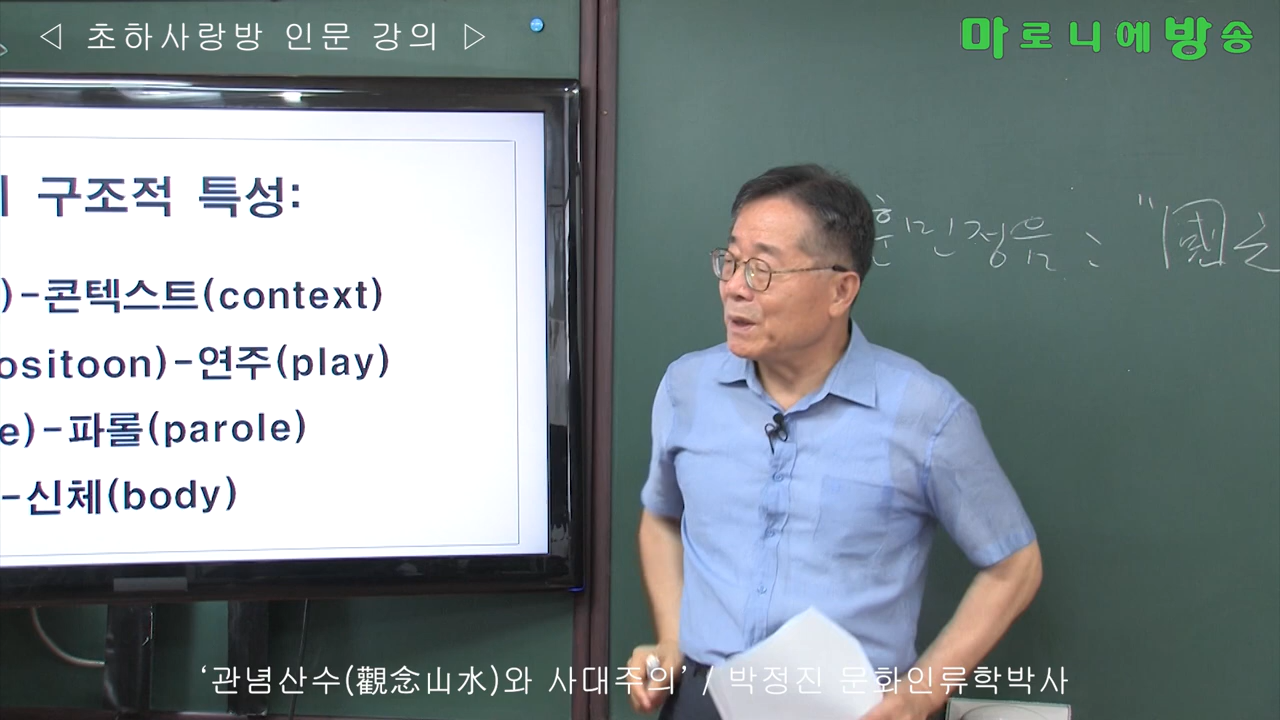 ◁ 초하사랑방 인문 강의 ▷
마로니에방송
구조적 특성:
)-콘텍스트(context)
ositoon)-연주(play)
e)-파롤(parole)
-신체(body)
훈민정음: "國之
‘관념산수(觀念山水)와 사대주의’ / 박정진 문화인류학박사